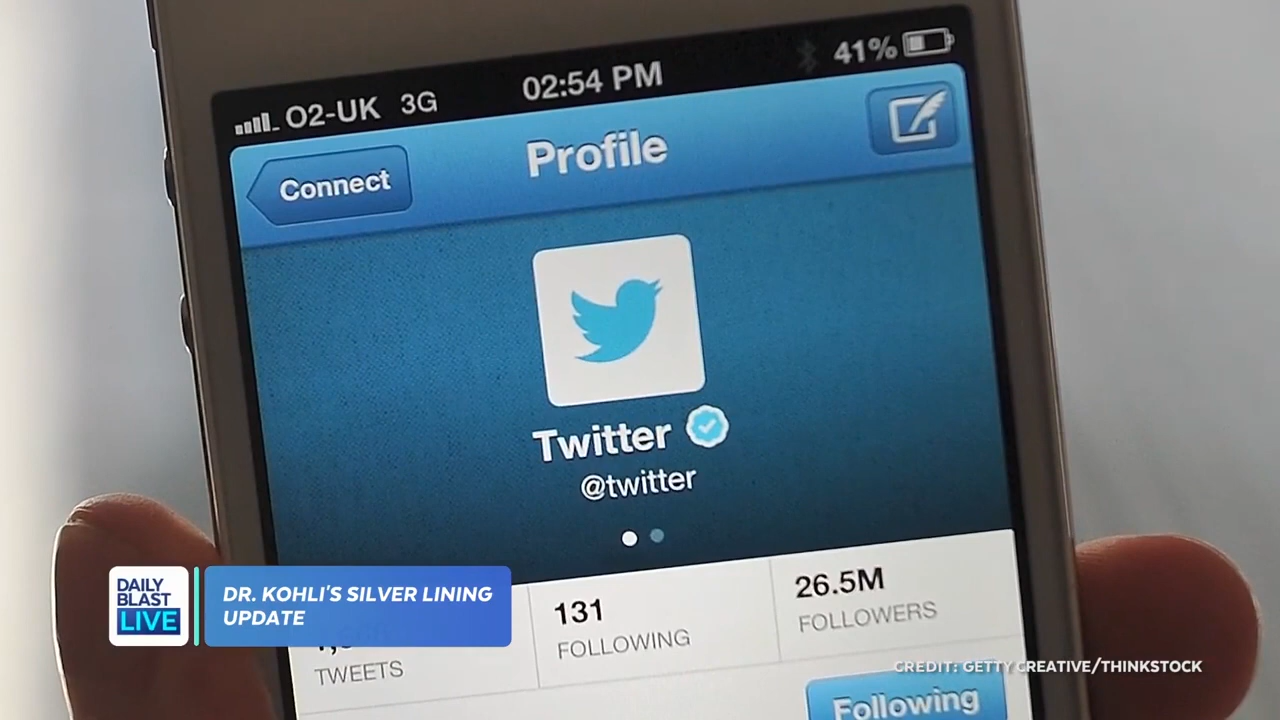 O2-UK 3G 02:54 PM 41%
Connect
Profile
Twitter
@twitter
DAILY
BLAST
LIVE
DR. KOHLI'S SILVER LINING
UPDATE
TWEETS
131
FOLLOWING
26.5M
FOLLOWERS
CREDIT: GETTY CREATIVE/THINKSTOCK
Following